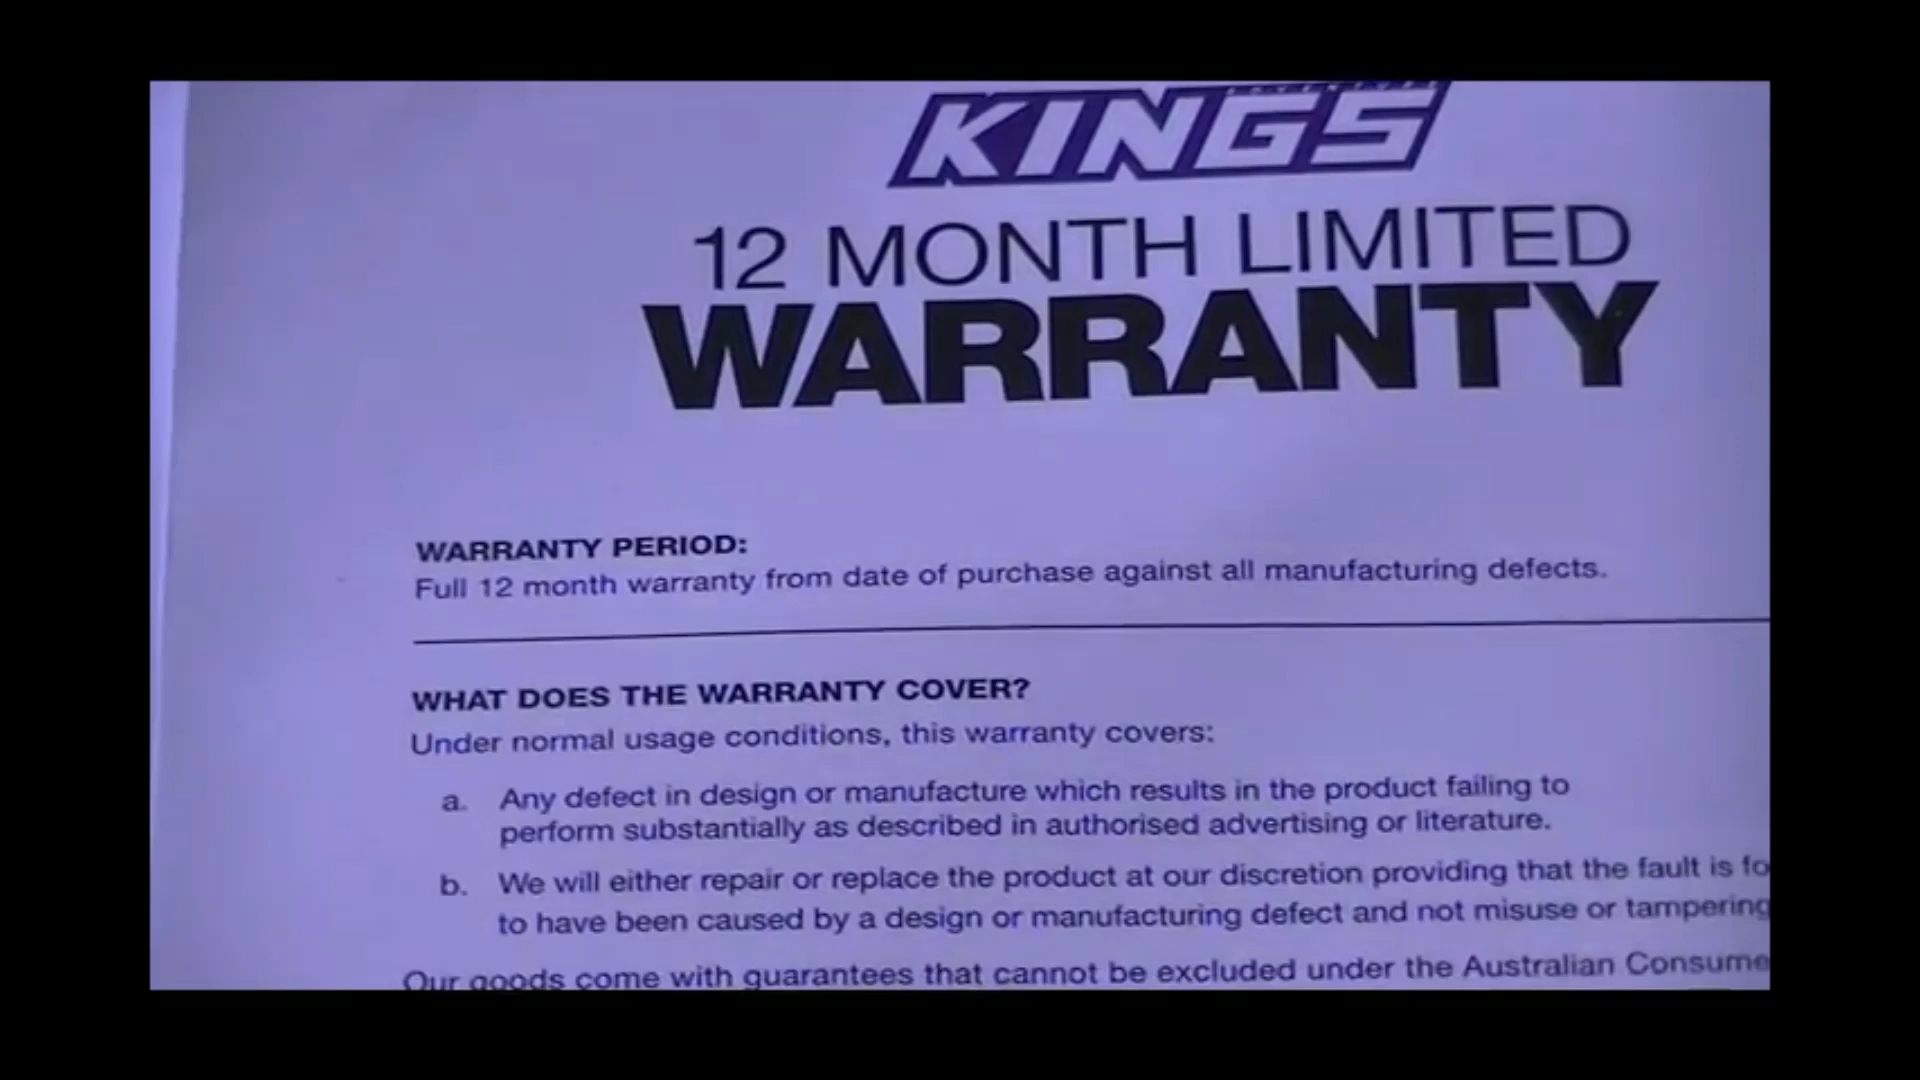 KINGS
12 MONTH LIMITED
WARRANTY
WARRANTY PERIOD:
Full 12 month warranty from date of purchase against all manufacturing defects.
WHAT DOES THE WARRANTY COVER?
Under normal usage conditions, this warranty covers:
a. Any defect in design or manufacture which results in the product failing to
perform substantially as described in authorised advertising or literature.
b. We will either repair or replace the product at our discretion providing that the fault is fo
to have been caused by a design or manufacturing defect and not misuse or tampering
Our goods come with guarantees that cannot be excluded under the Australian Consume